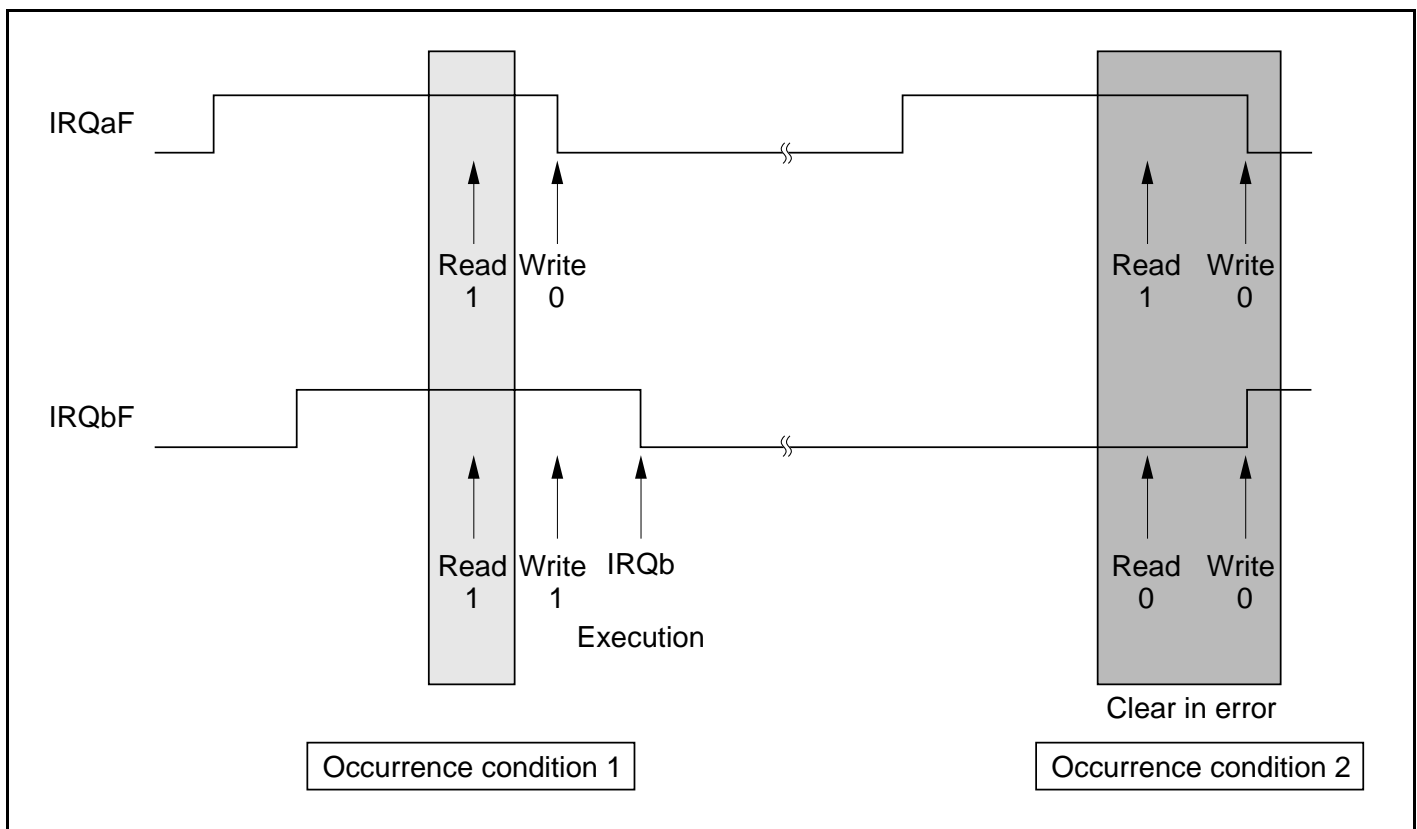 IRQaF
Read Write
1 0
Read Write
1 0
IRQbF
Read Write IRQb
1 1
Execution
Read Write
0 0
Clear in error
Occurrence condition 1
Occurrence condition 2